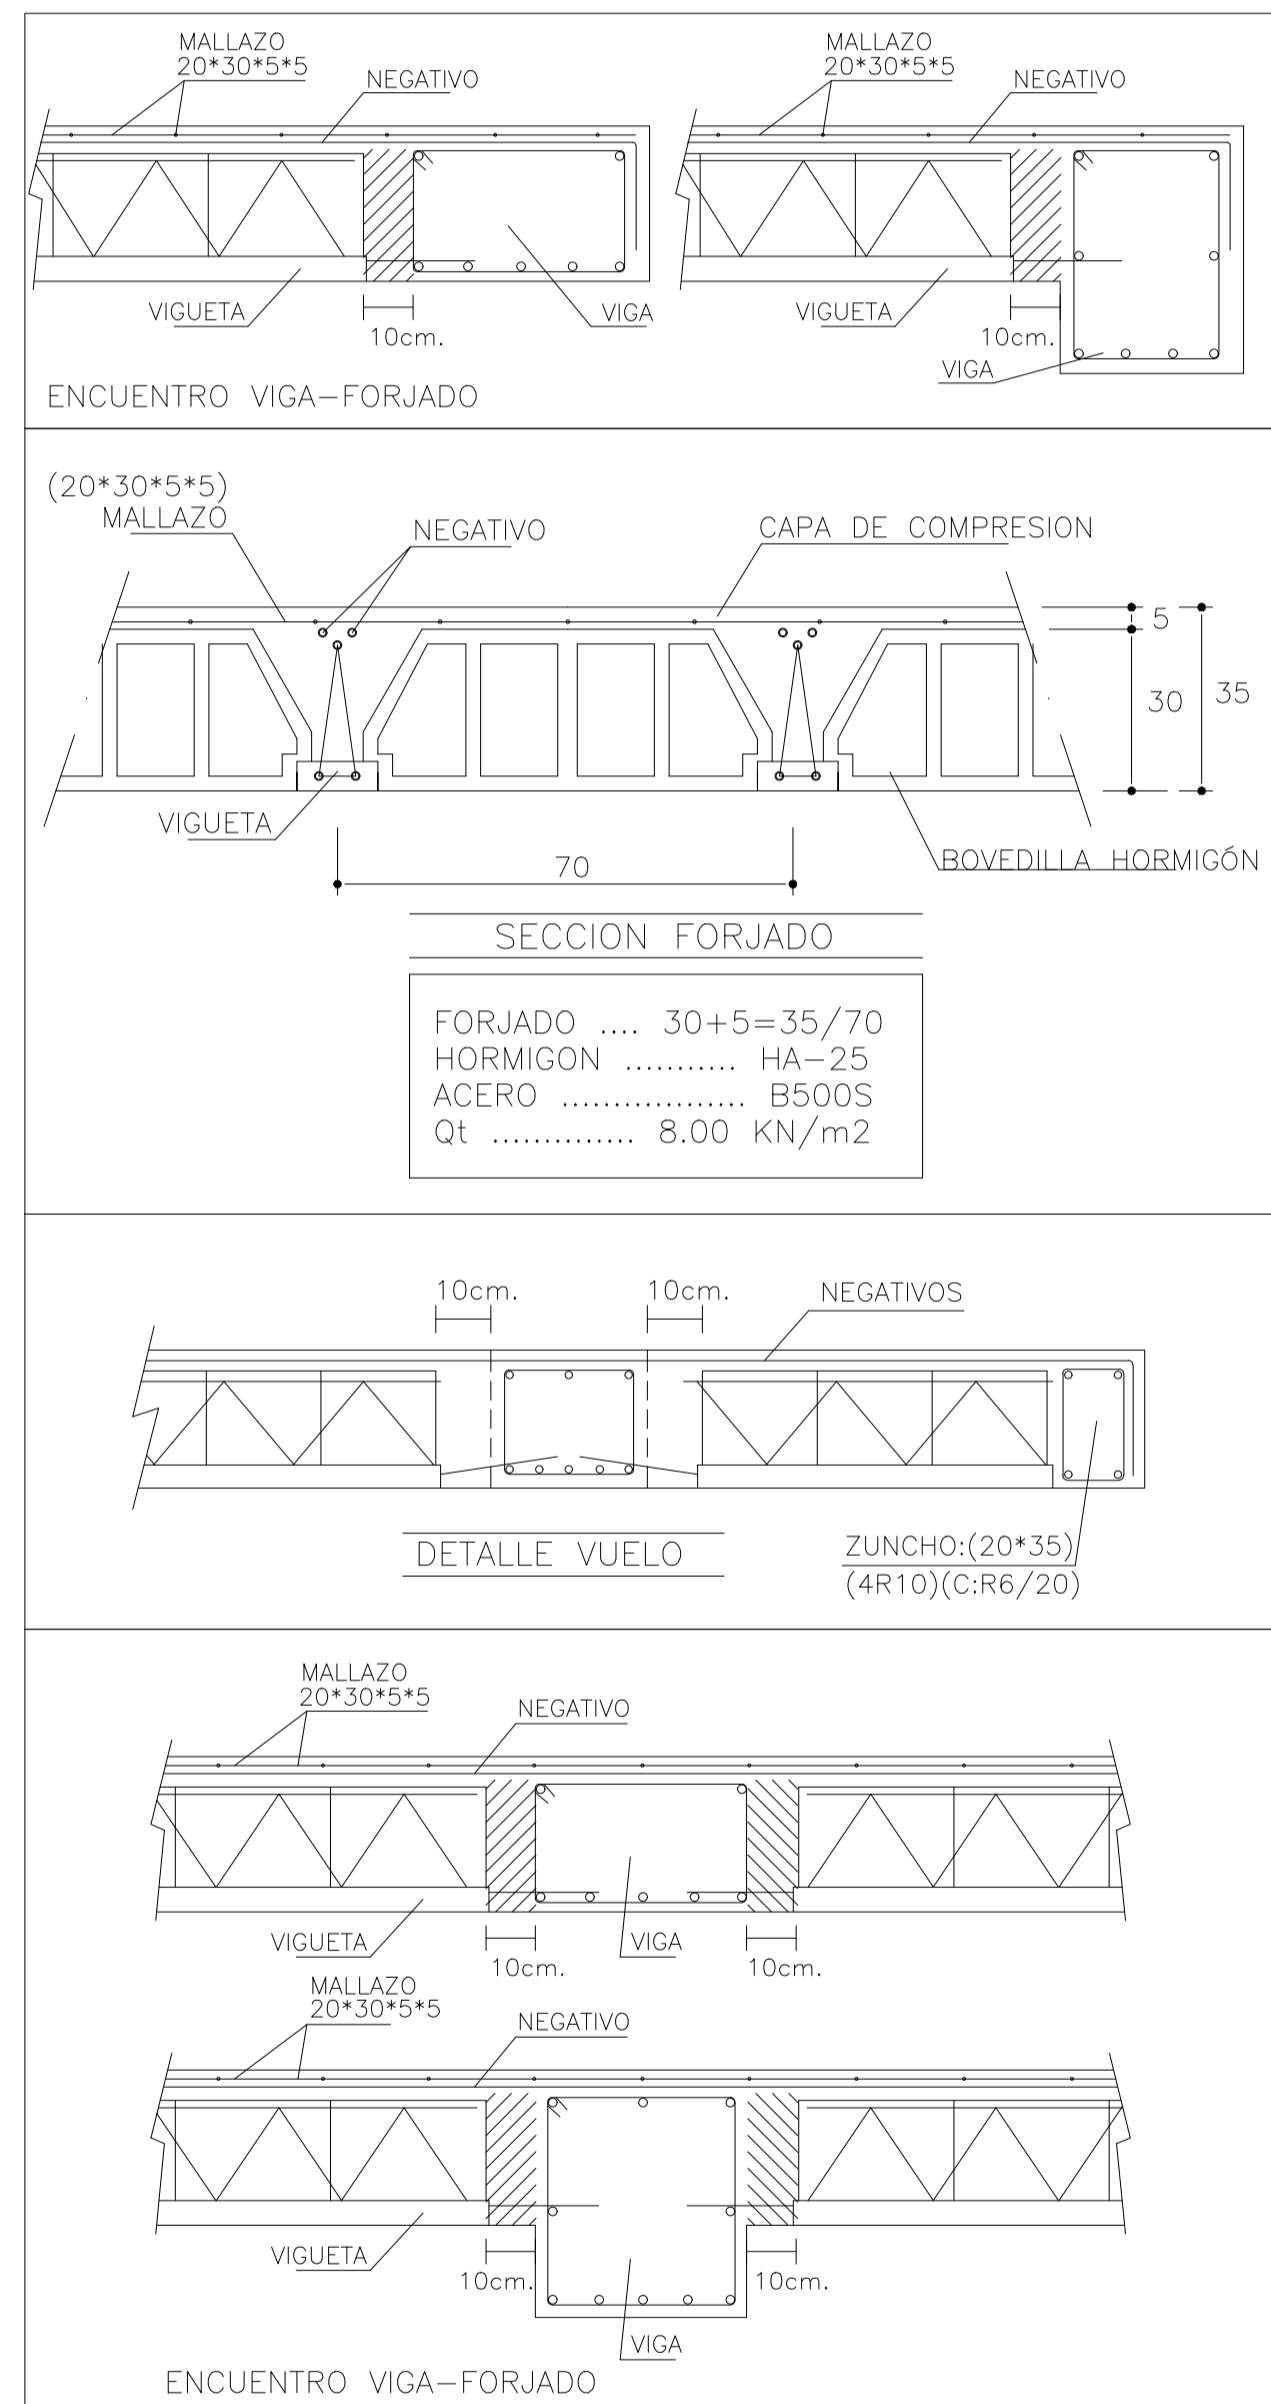 MALLAZO
20*30*5*5
NEGATIVO
VIGUETA
10cm.
VIGA
MALLAZO
20*30*5*5
NEGATIVO
VIGUETA
10cm.
VIGA
ENCUENTRO VIGA-FORJADO
(20*30*5*5)
MALLAZO
NEGATIVO
CAPA DE COMPRESION
5
30
35
VIGUETA
70
BOVEDILLA HORMIGÓN
SECCION FORJADO
FORJADO .... 30+5=35/70
HORMIGON ........... HA-25
ACERO .................. B500S
Qt .............. 8.00 KN/m2
10cm.
10cm.
NEGATIVOS
DETALLE VUELO
ZUNCHO:(20*35)
(4R10)(C:R6/20)
MALLAZO
20*30*5*5
NEGATIVO
VIGUETA
VIGA
10cm.
10cm.
MALLAZO
20*30*5*5
NEGATIVO
VIGUETA
10cm.
10cm.
VIGA
ENCUENTRO VIGA-FORJADO